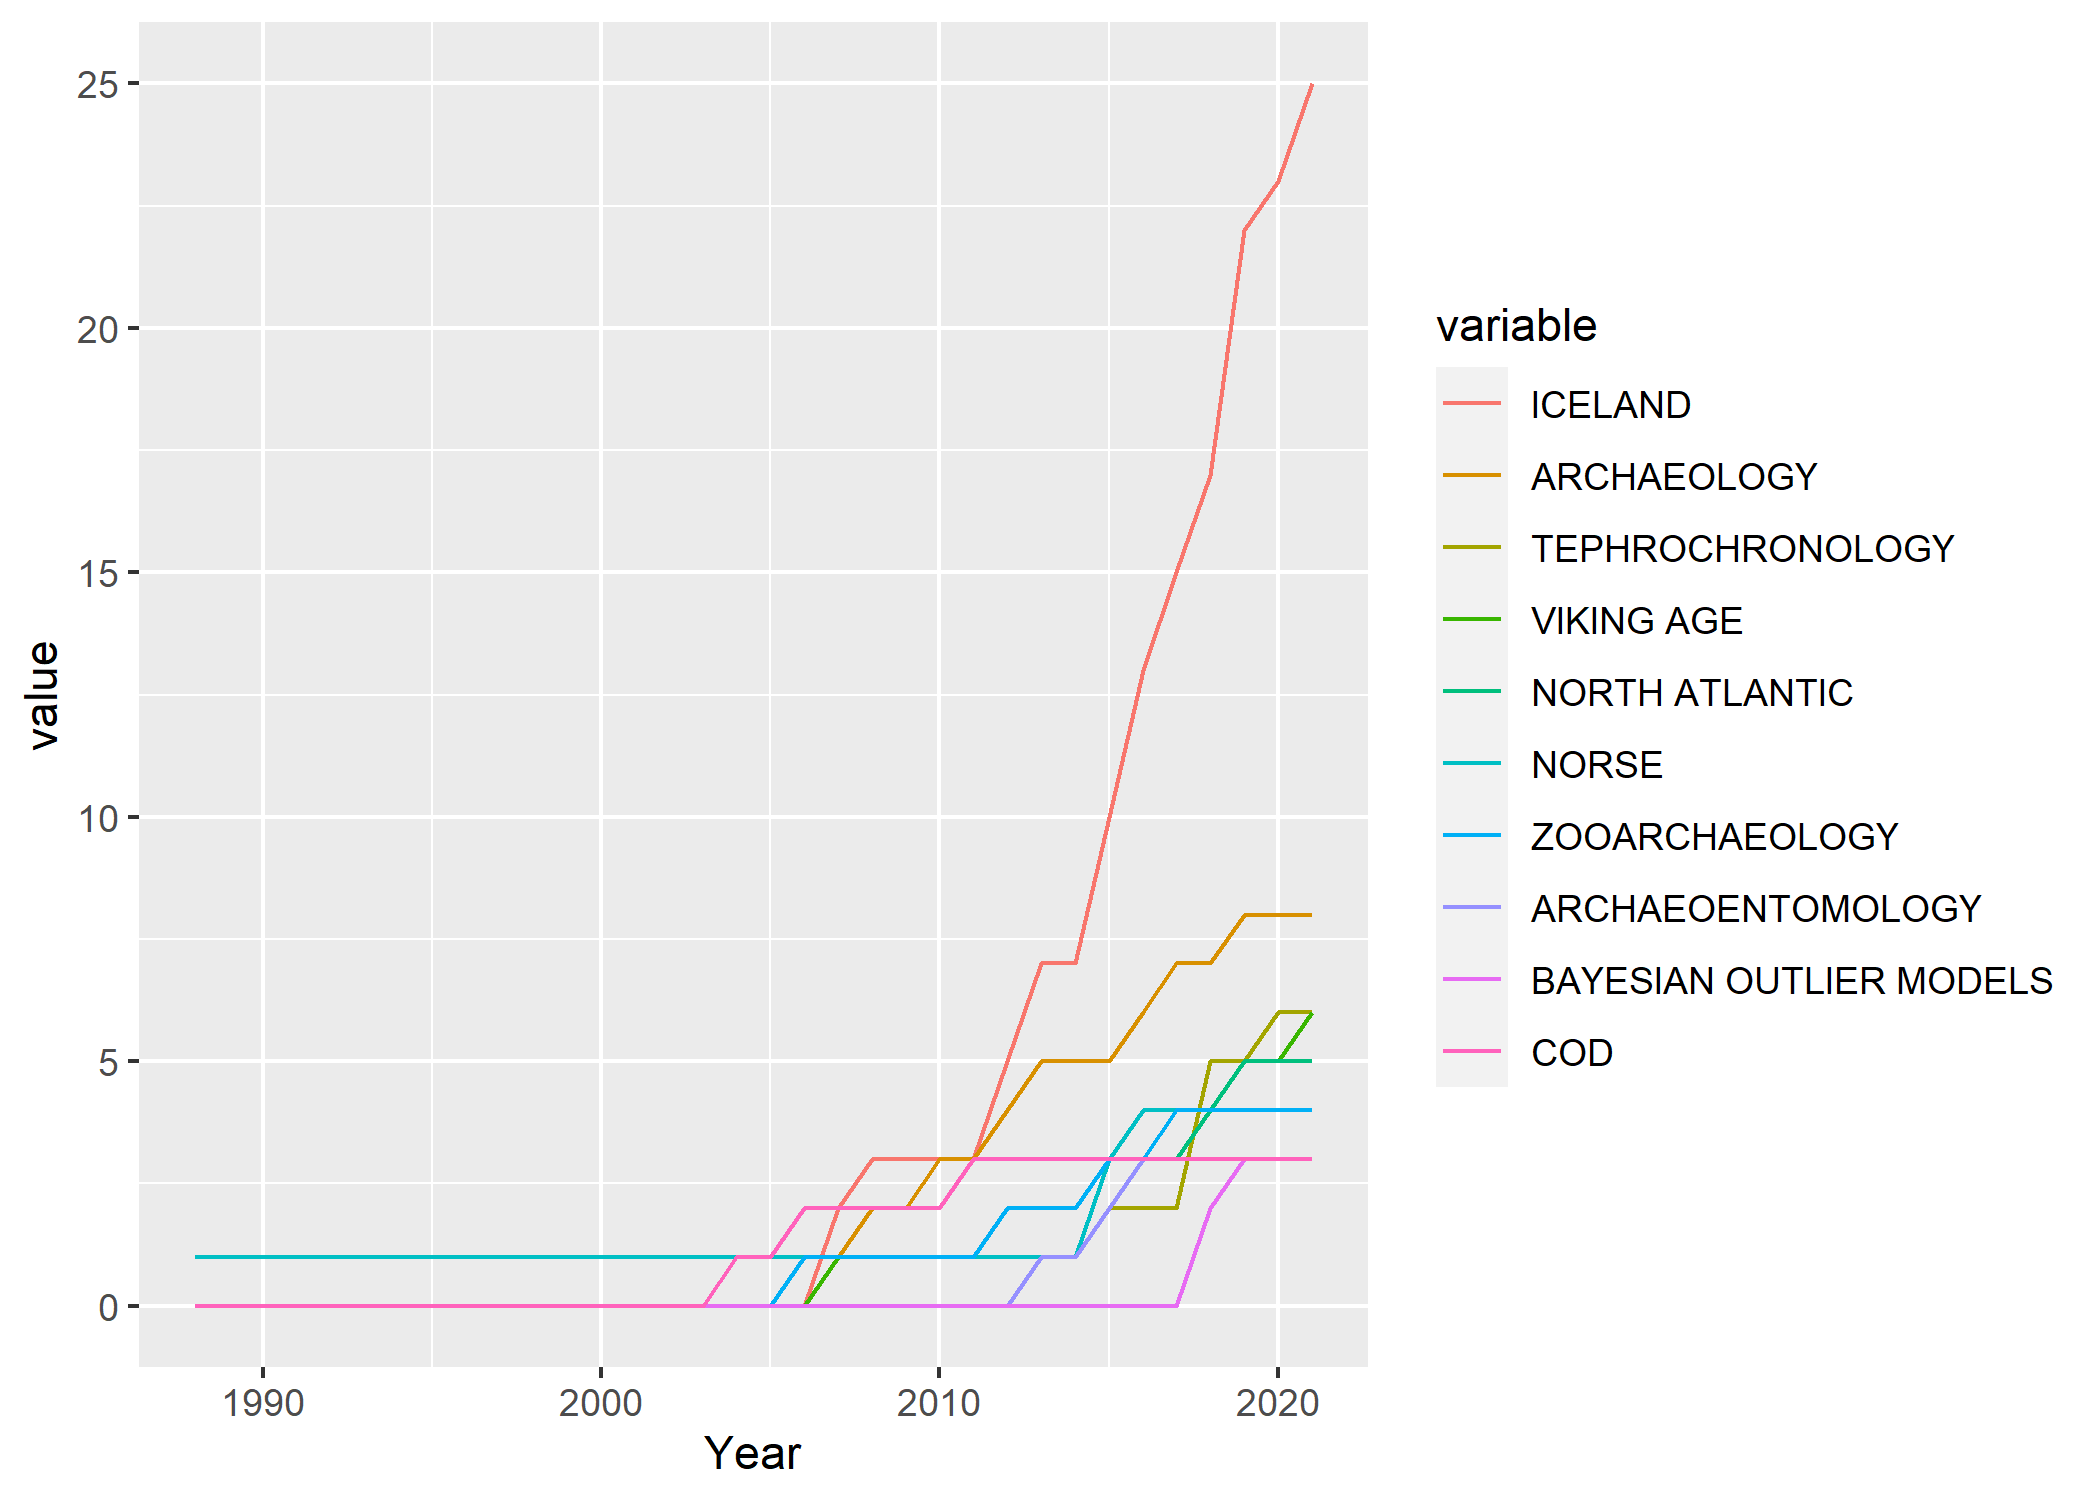 25
20
15
10
5
0
value
1990
2000
2010
2020
Year
variable
ICELAND
ARCHAEOLOGY
TEPHROCHRONOLOGY
VIKING AGE
NORTH ATLANTIC
NORSE
ZOOARCHAEOLOGY
ARCHAEOENTOMOLOGY
BAYESIAN OUTLIER MODELS
COD